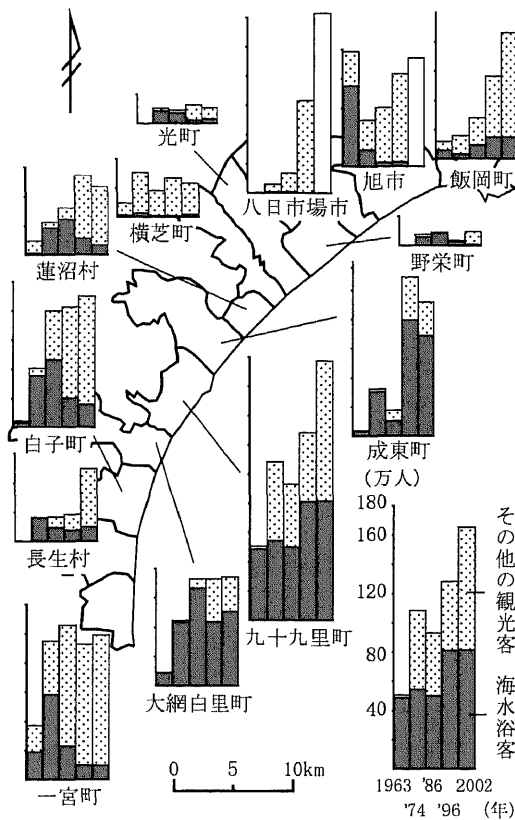 光町
八日市場市
旭市
飯岡町
横芝町
野栄町
蓮沼村
白子町
成東町
(万人)
長生村
九十九里町
大網白里町
一宮町
0 5 10km
180
160
120
80
40
その他の観光客
海水浴客
1963 '86 2002
'74 '96 (年)